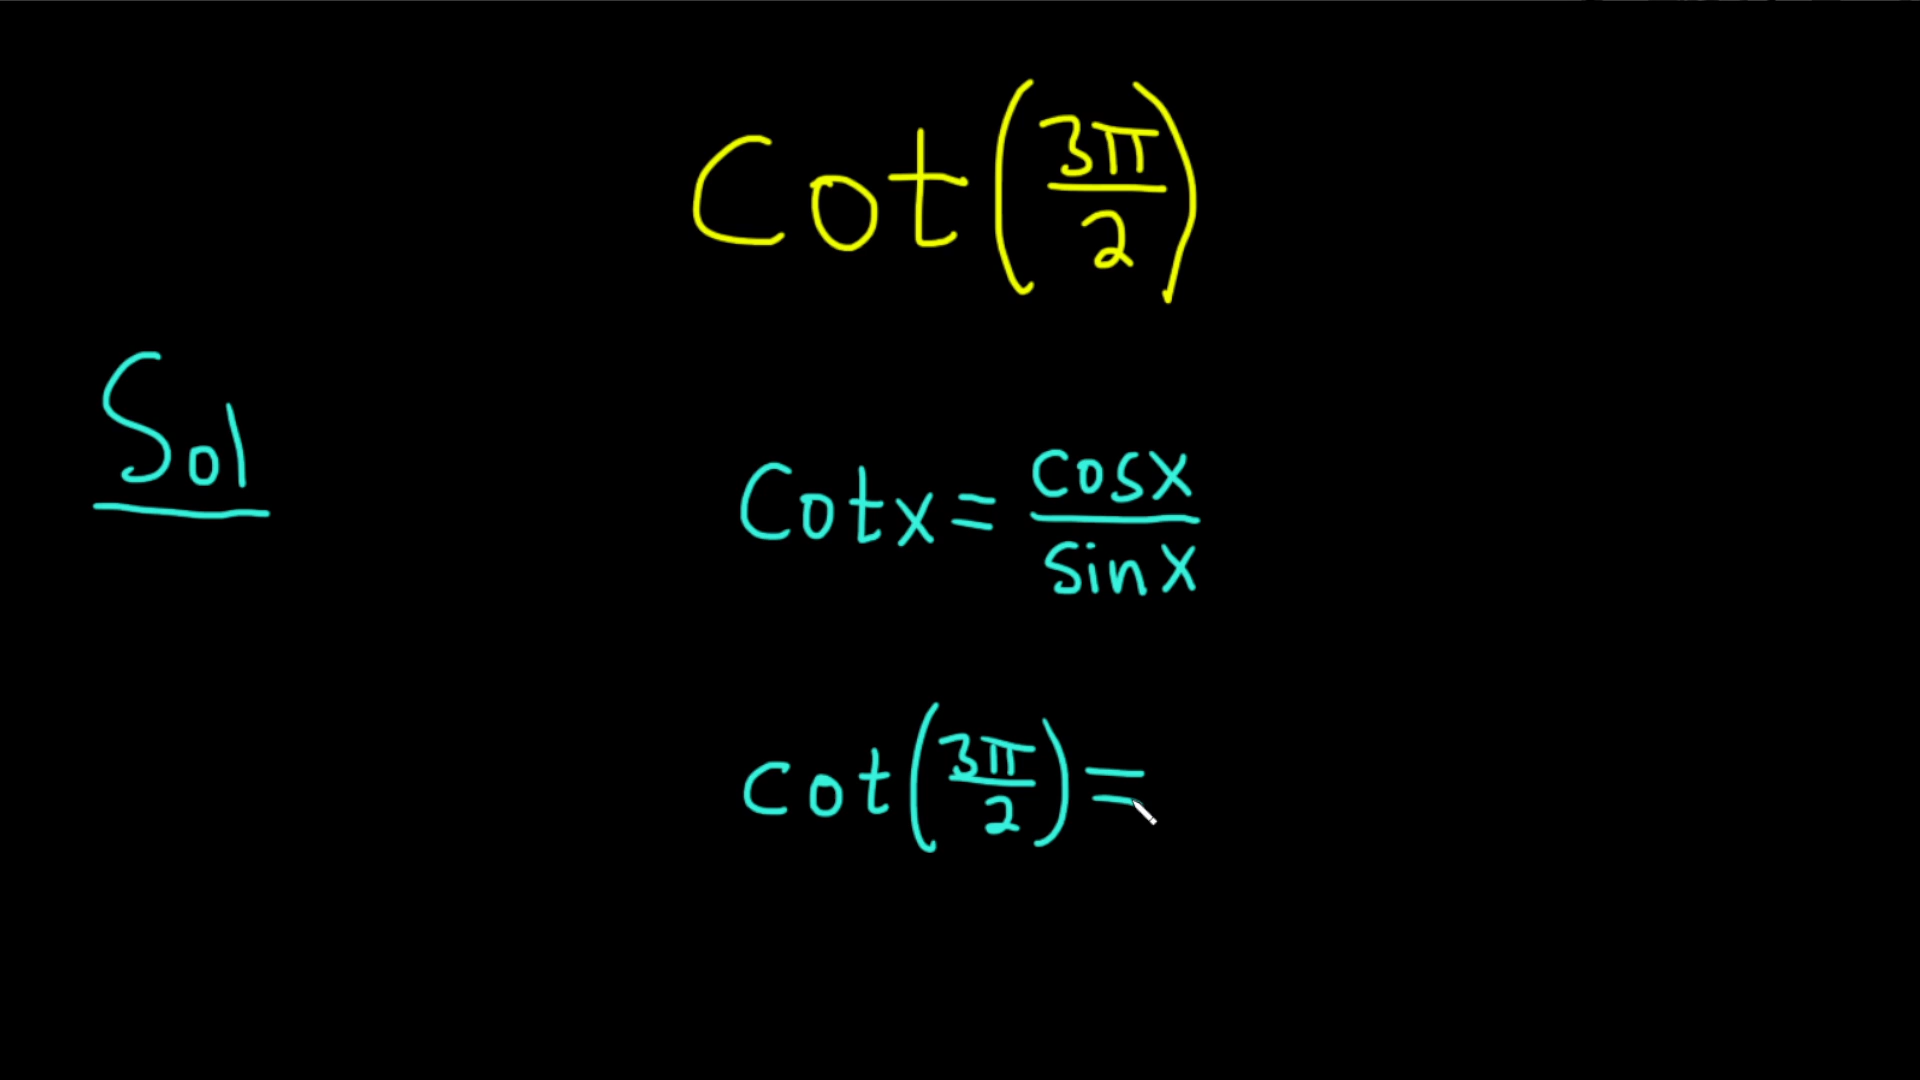 Cot(3π/2)
Sol
Cotx = cosx/sinx
cot(3π/2) =